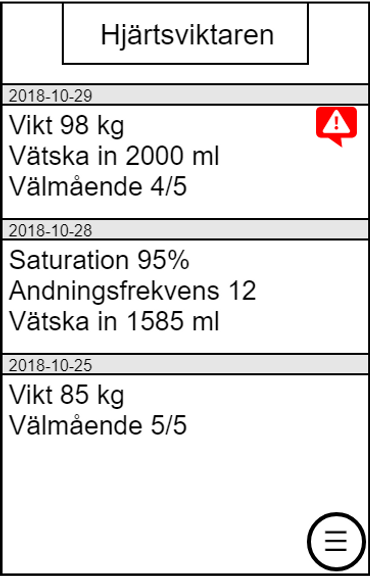 Hjärtsviktaren
2018-10-29
Vikt 98 kg
Vätska in 2000 ml
Välmående 4/5
2018-10-28
Saturation 95%
Andningsfrekvens 12
Vätska in 1585 ml
2018-10-25
Vikt 85 kg
Välmående 5/5